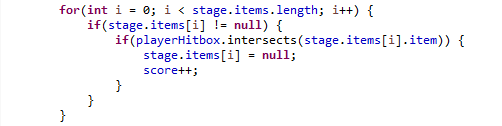 for(int i = 0; i < stage.items.length; i++) {
    if(stage.items[i] != null) {
        if(playerHitbox.intersects(stage.items[i].item)) {
            stage.items[i] = null;
            score++;
        }
    }
}